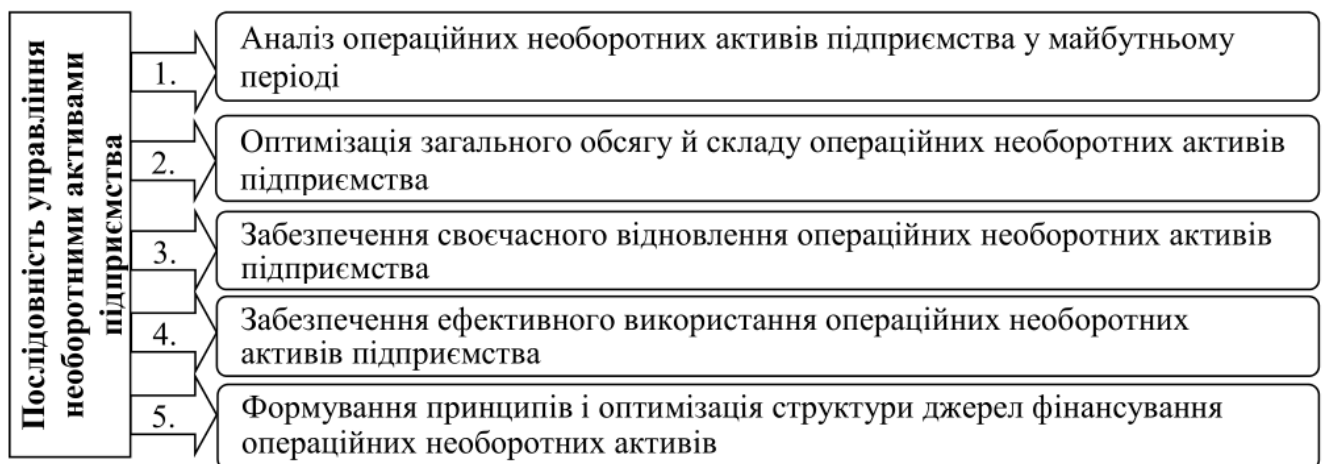 Послідовність управління
необоротними активами
підприємства
1.
Аналіз операційних необоротних активів підприємства у майбутньому
періоді
2.
Оптимізація загального обсягу й складу операційних необоротних активів
підприємства
3.
Забезпечення своєчасного відновлення операційних необоротних активів
підприємства
4.
Забезпечення ефективного використання операційних необоротних
активів підприємства
5.
Формування принципів і оптимізація структури джерел фінансування
операційних необоротних активів